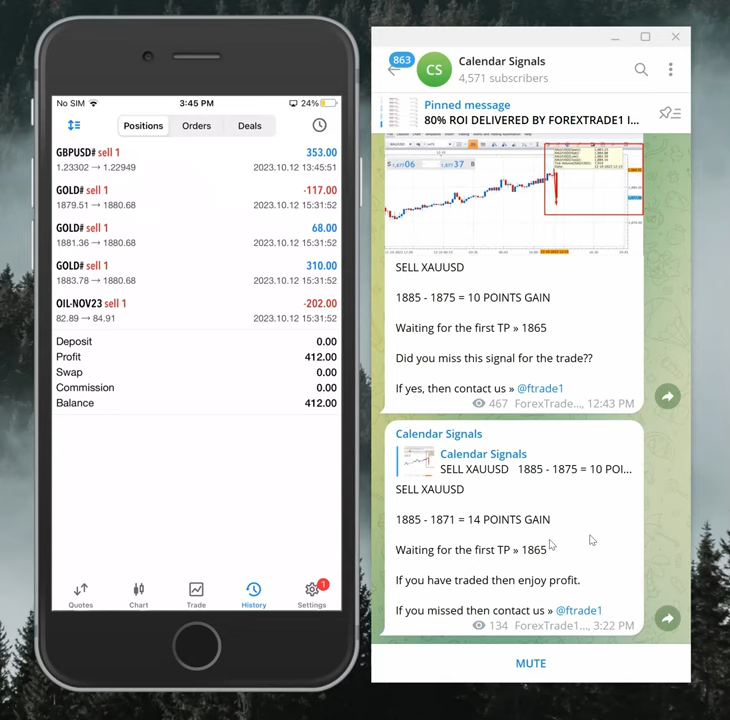 No SIM
3:45 PM
24%
Positions
Orders
Deals
GBPUSD# sell 1 353.00
1.23302 → 1.22949 2023.10.12 13:45:51
GOLD# sell 1 -117.00
1879.51 → 1880.68 2023.10.12 15:31:52
GOLD# sell 1 68.00
1881.36 → 1880.68 2023.10.12 15:31:52
GOLD# sell 1 310.00
1883.78 → 1880.68 2023.10.12 15:31:52
OIL-NOV23 sell 1 -202.00
82.89 → 84.91 2023.10.12 15:31:52
Deposit 0.00
Profit 412.00
Swap 0.00
Commission 0.00
Balance 412.00
Quotes
Chart
Trade
History
1
Settings
863
CS
Calendar Signals
4,571 subscribers
Pinned message
80% ROI DELIVERED BY FOREXTRADE1 I...
1,877 06
1,877 37
SELL XAUUSD
1885 - 1875 = 10 POINTS GAIN
Waiting for the first TP » 1865
Did you miss this signal for the trade??
If yes, then contact us » @ftrade1
467 ForexTrade..., 12:43 PM
Calendar Signals
Calendar Signals
SELL XAUUSD 1885 - 1875 = 10 POI...
SELL XAUUSD
1885 - 1871 = 14 POINTS GAIN
Waiting for the first TP » 1865
If you have traded then enjoy profit.
If you missed then contact us » @ftrade1
134 ForexTrade1..., 3:22 PM
MUTE